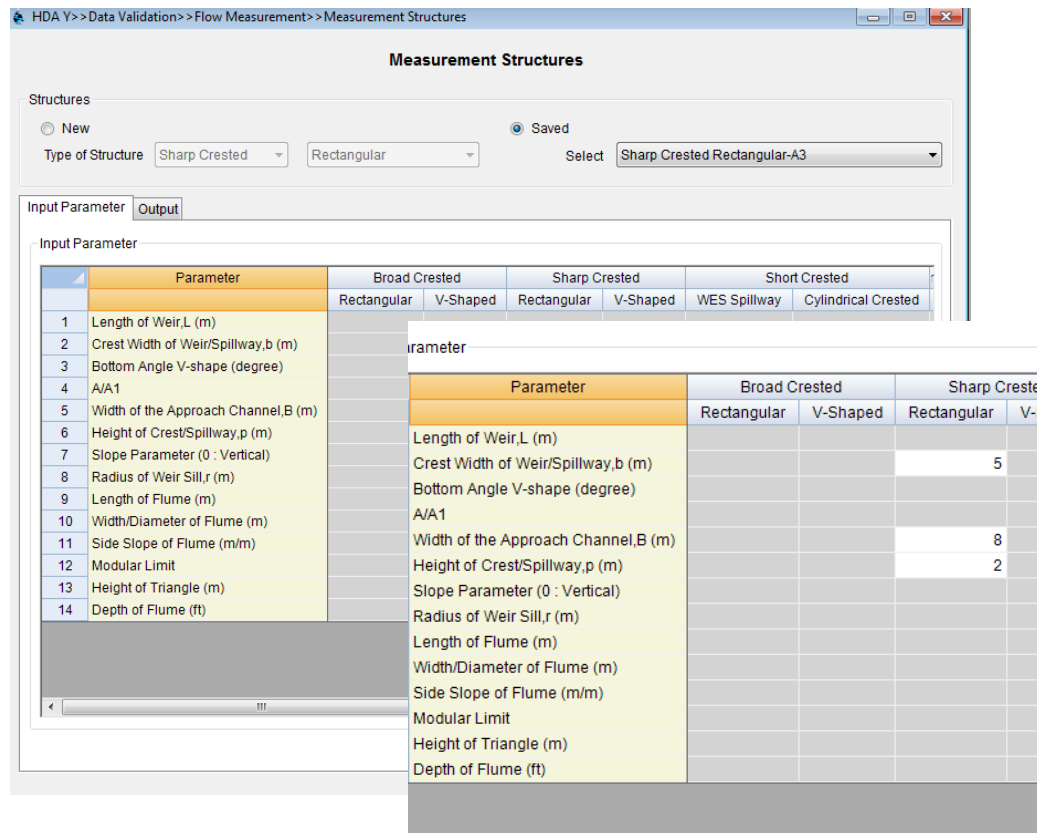 HDA Y>>Data Validation>>Flow Measurement>>Measurement Structures
Measurement Structures
Structures
New
Saved
Type of Structure Sharp Crested Rectangular Select Sharp Crested Rectangular-A3
Input Parameter Output
Input Parameter
Parameter Broad Crested Sharp Crested Short Crested
Rectangular V-Shaped Rectangular V-Shaped WES Spillway Cylindrical Crested
1 Length of Weir,L (m)
2 Crest Width of Weir/Spillway,b (m)
3 Bottom Angle V-shape (degree)
4 A/A1
5 Width of the Approach Channel,B (m)
6 Height of Crest/Spillway,p (m)
7 Slope Parameter (0 : Vertical)
8 Radius of Weir Sill,r (m)
9 Length of Flume (m)
10 Width/Diameter of Flume (m)
11 Side Slope of Flume (m/m)
12 Modular Limit
13 Height of Triangle (m)
14 Depth of Flume (ft)
rameter
Parameter Broad Crested Sharp Creste
Rectangular V-Shaped Rectangular V-
Length of Weir,L (m)
Crest Width of Weir/Spillway,b (m) 5
Bottom Angle V-shape (degree)
A/A1
Width of the Approach Channel,B (m) 8
Height of Crest/Spillway,p (m) 2
Slope Parameter (0 : Vertical)
Radius of Weir Sill,r (m)
Length of Flume (m)
Width/Diameter of Flume (m)
Side Slope of Flume (m/m)
Modular Limit
Height of Triangle (m)
Depth of Flume (ft)